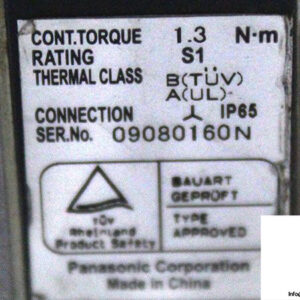 CONT.TORQUE 1.3 N·m
RATING S1
THERMAL CLASS B(TÜV)
A(UL)-
CONNECTION IP65
SER.No. 09080160N
TÜV
Rheinland
Product Safety
BAUART
GEPRÜFT
TYPE
APPROVED
Panasonic Corporation
Made in China